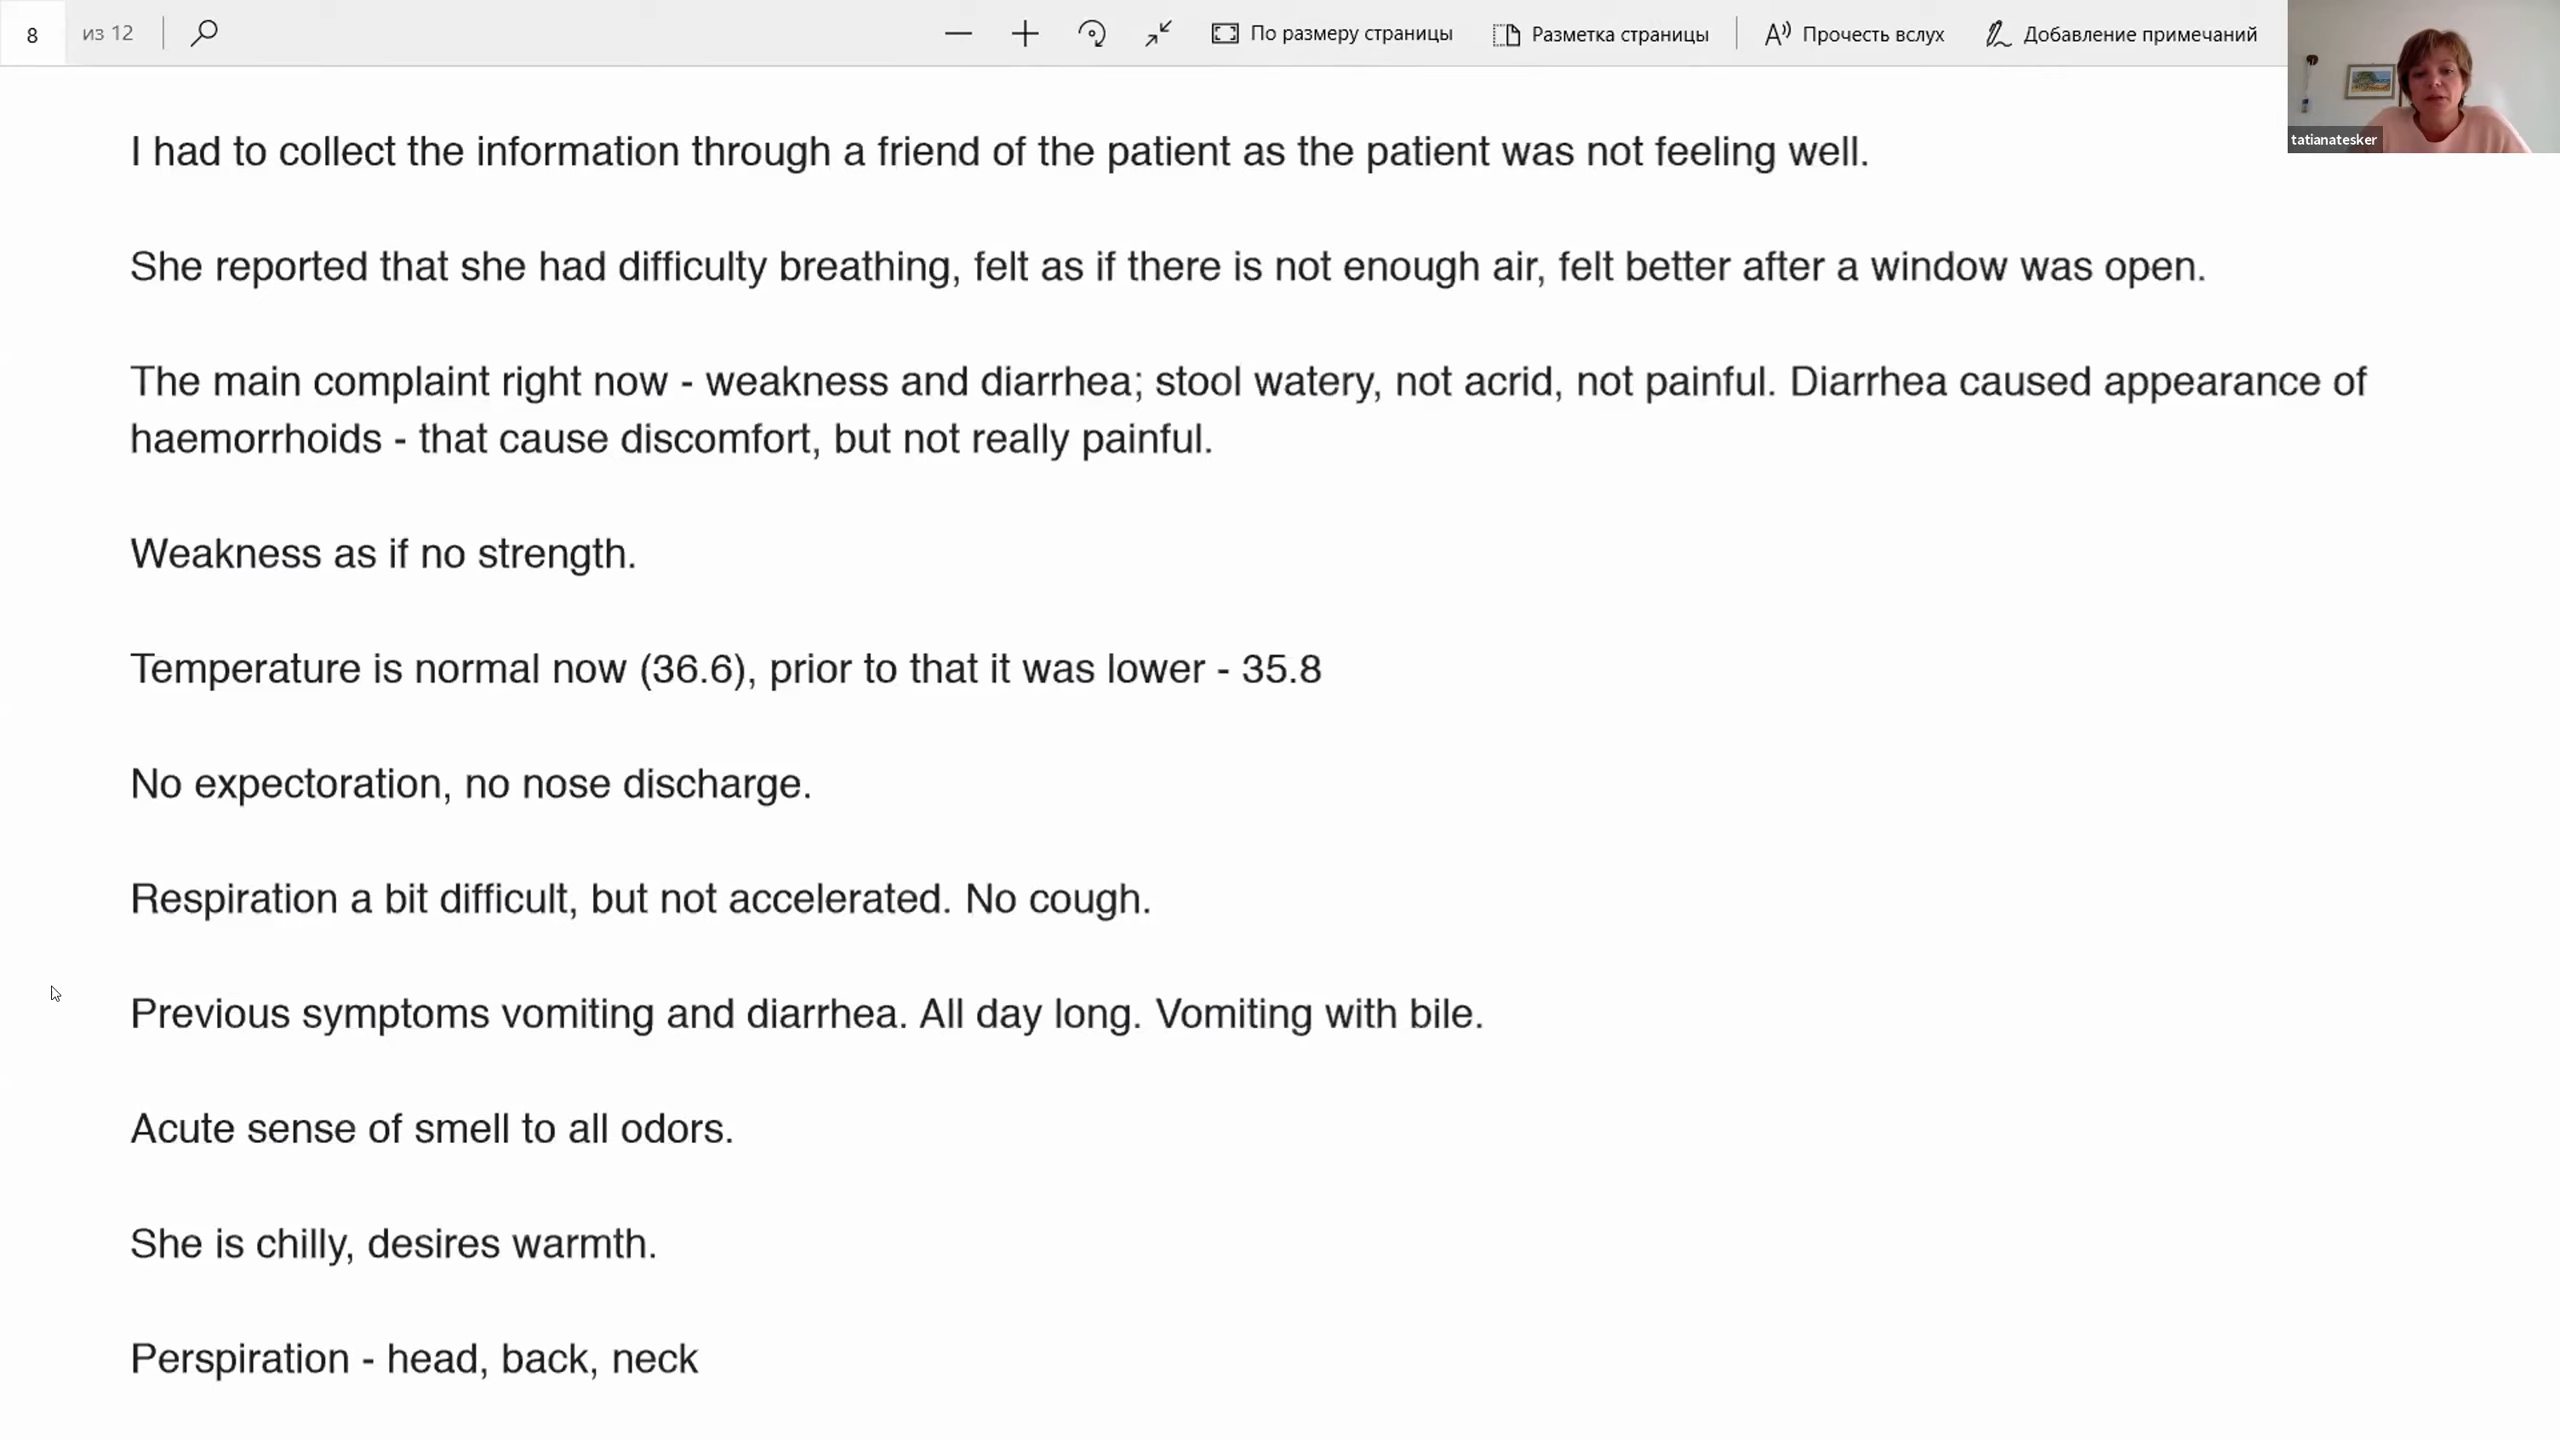 8 из 12 По размеру страницы Разметка страницы Прочесть вслух Добавление примечаний
tatianatesker
I had to collect the information through a friend of the patient as the patient was not feeling well.
She reported that she had difficulty breathing, felt as if there is not enough air, felt better after a window was open.
The main complaint right now - weakness and diarrhea; stool watery, not acrid, not painful. Diarrhea caused appearance of
haemorrhoids - that cause discomfort, but not really painful.
Weakness as if no strength.
Temperature is normal now (36.6), prior to that it was lower - 35.8
No expectoration, no nose discharge.
Respiration a bit difficult, but not accelerated. No cough.
Previous symptoms vomiting and diarrhea. All day long. Vomiting with bile.
Acute sense of smell to all odors.
She is chilly, desires warmth.
Perspiration - head, back, neck